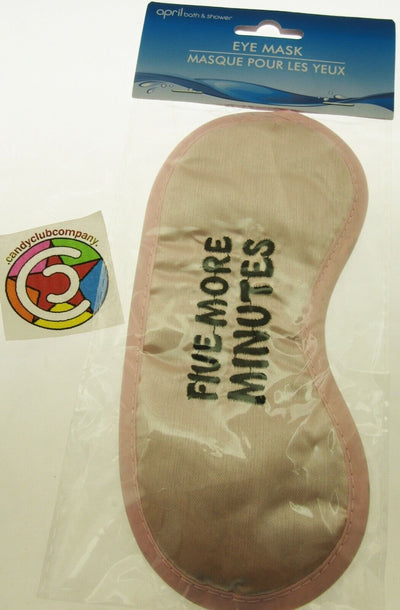 april bath & shower
EYE MASK
MASQUE POUR LES YEUX
.candyclubcompany.
FIVE MORE
MINUTES